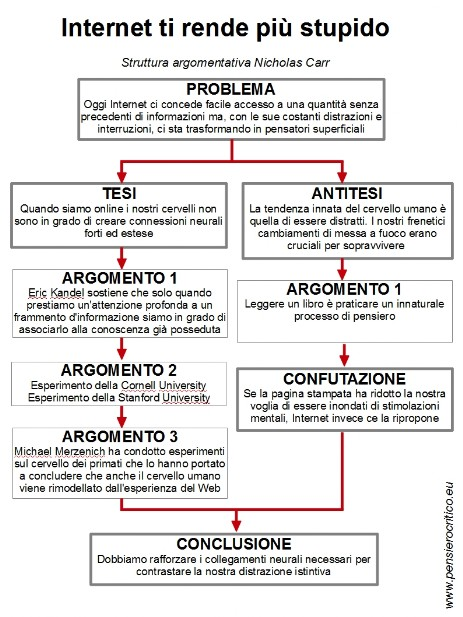 Internet ti rende più stupido
Struttura argomentativa Nicholas Carr
PROBLEMA
Oggi Internet ci concede facile accesso a una quantità senza
precedenti di informazioni ma, con le sue costanti distrazioni e
interruzioni, ci sta trasformando in pensatori superficiali
TESI
Quando siamo online i nostri cervelli non
sono in grado di creare connessioni neurali
forti ed estese
ANTITESI
La tendenza innata del cervello umano è
quella di essere distratti. I nostri frenetici
cambiamenti di messa a fuoco erano
cruciali per sopravvivere
ARGOMENTO 1
Eric Kandel sostiene che solo quando
prestiamo un'attenzione profonda a un
frammento d'informazione siamo in grado di
associarlo alla conoscenza già posseduta
ARGOMENTO 1
Leggere un libro è praticare un innaturale
processo di pensiero
ARGOMENTO 2
Esperimento della Cornell University
Esperimento della Stanford University
CONFUTAZIONE
Se la pagina stampata ha ridotto la nostra
voglia di essere inondati di stimolazioni
mentali, Internet invece ce la ripropone
ARGOMENTO 3
Michael Merzenich ha condotto esperimenti
sul cervello dei primati che lo hanno portato
a concludere che anche il cervello umano
viene rimodellato dall'esperienza del Web
CONCLUSIONE
Dobbiamo rafforzare i collegamenti neurali necessari per
contrastare la nostra distrazione istintiva
www.pensierocritico.eu